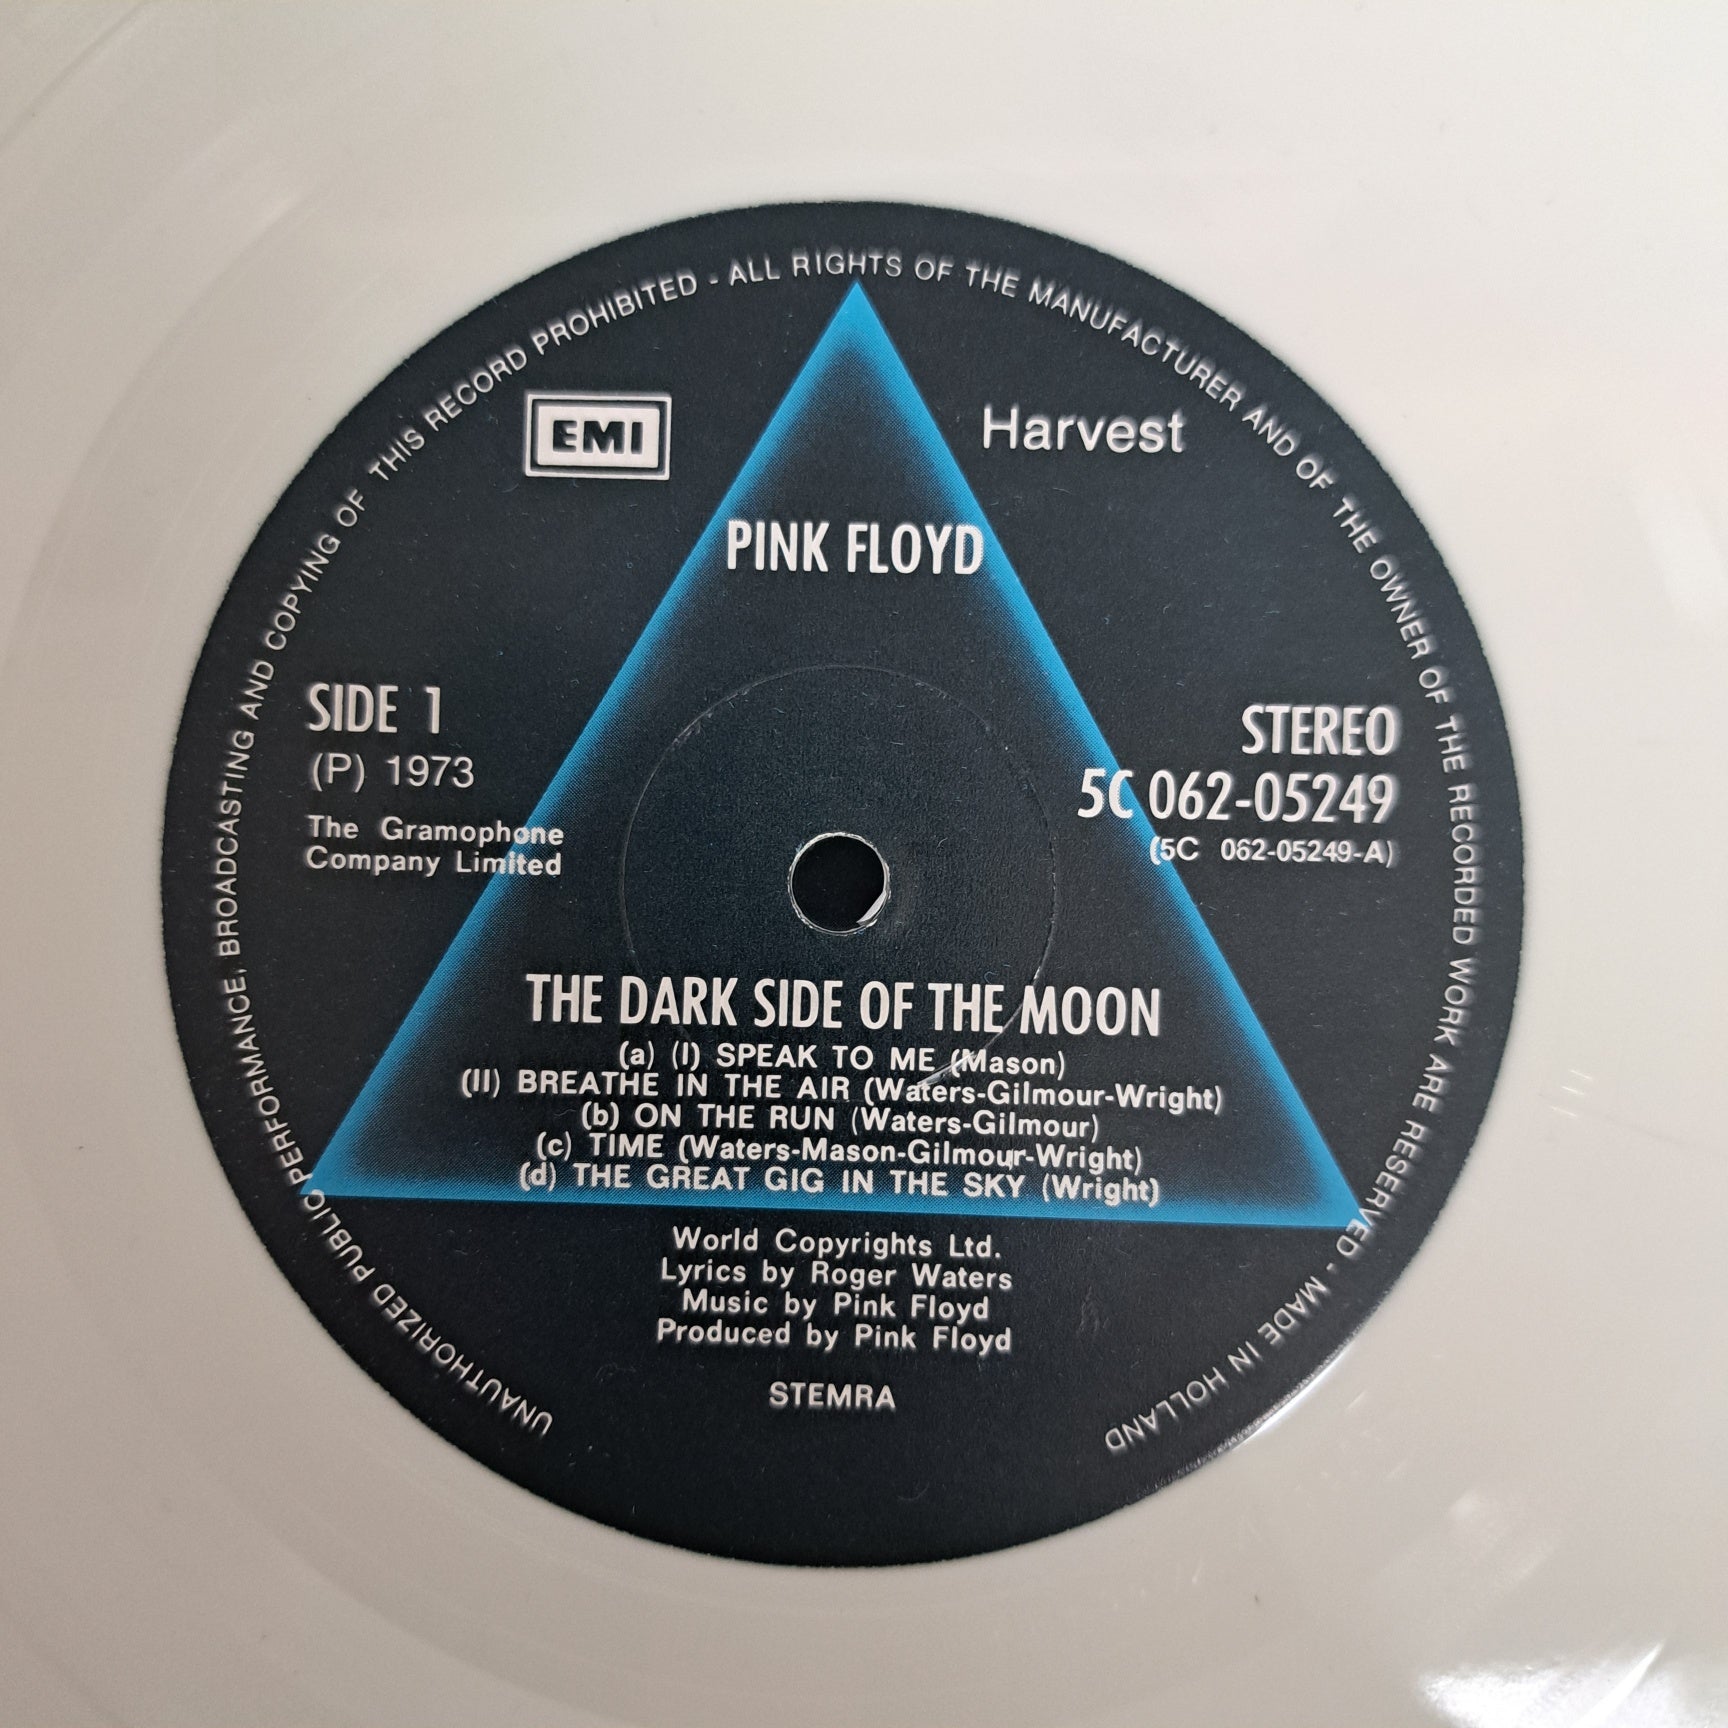 UNAUTHORIZED PUBLIC PERFORMANCE, BROADCASTING AND COPYING OF THIS RECORD PROHIBITED - ALL RIGHTS OF THE MANUFACTURER AND OF THE OWNER OF THE RECORDED WORK ARE RESERVED - MADE IN HOLLAND
EMI
Harvest
PINK FLOYD
SIDE 1
(P) 1973
The Gramophone
Company Limited
STEREO
5C 062-05249
(5C 062-05249-A)
THE DARK SIDE OF THE MOON
(a) (I) SPEAK TO ME (Mason)
(II) BREATHE IN THE AIR (Waters-Gilmour-Wright)
(b) ON THE RUN (Waters-Gilmour)
(c) TIME (Waters-Mason-Gilmour-Wright)
(d) THE GREAT GIG IN THE SKY (Wright)
World Copyrights Ltd.
Lyrics by Roger Waters
Music by Pink Floyd
Produced by Pink Floyd
STEMRA